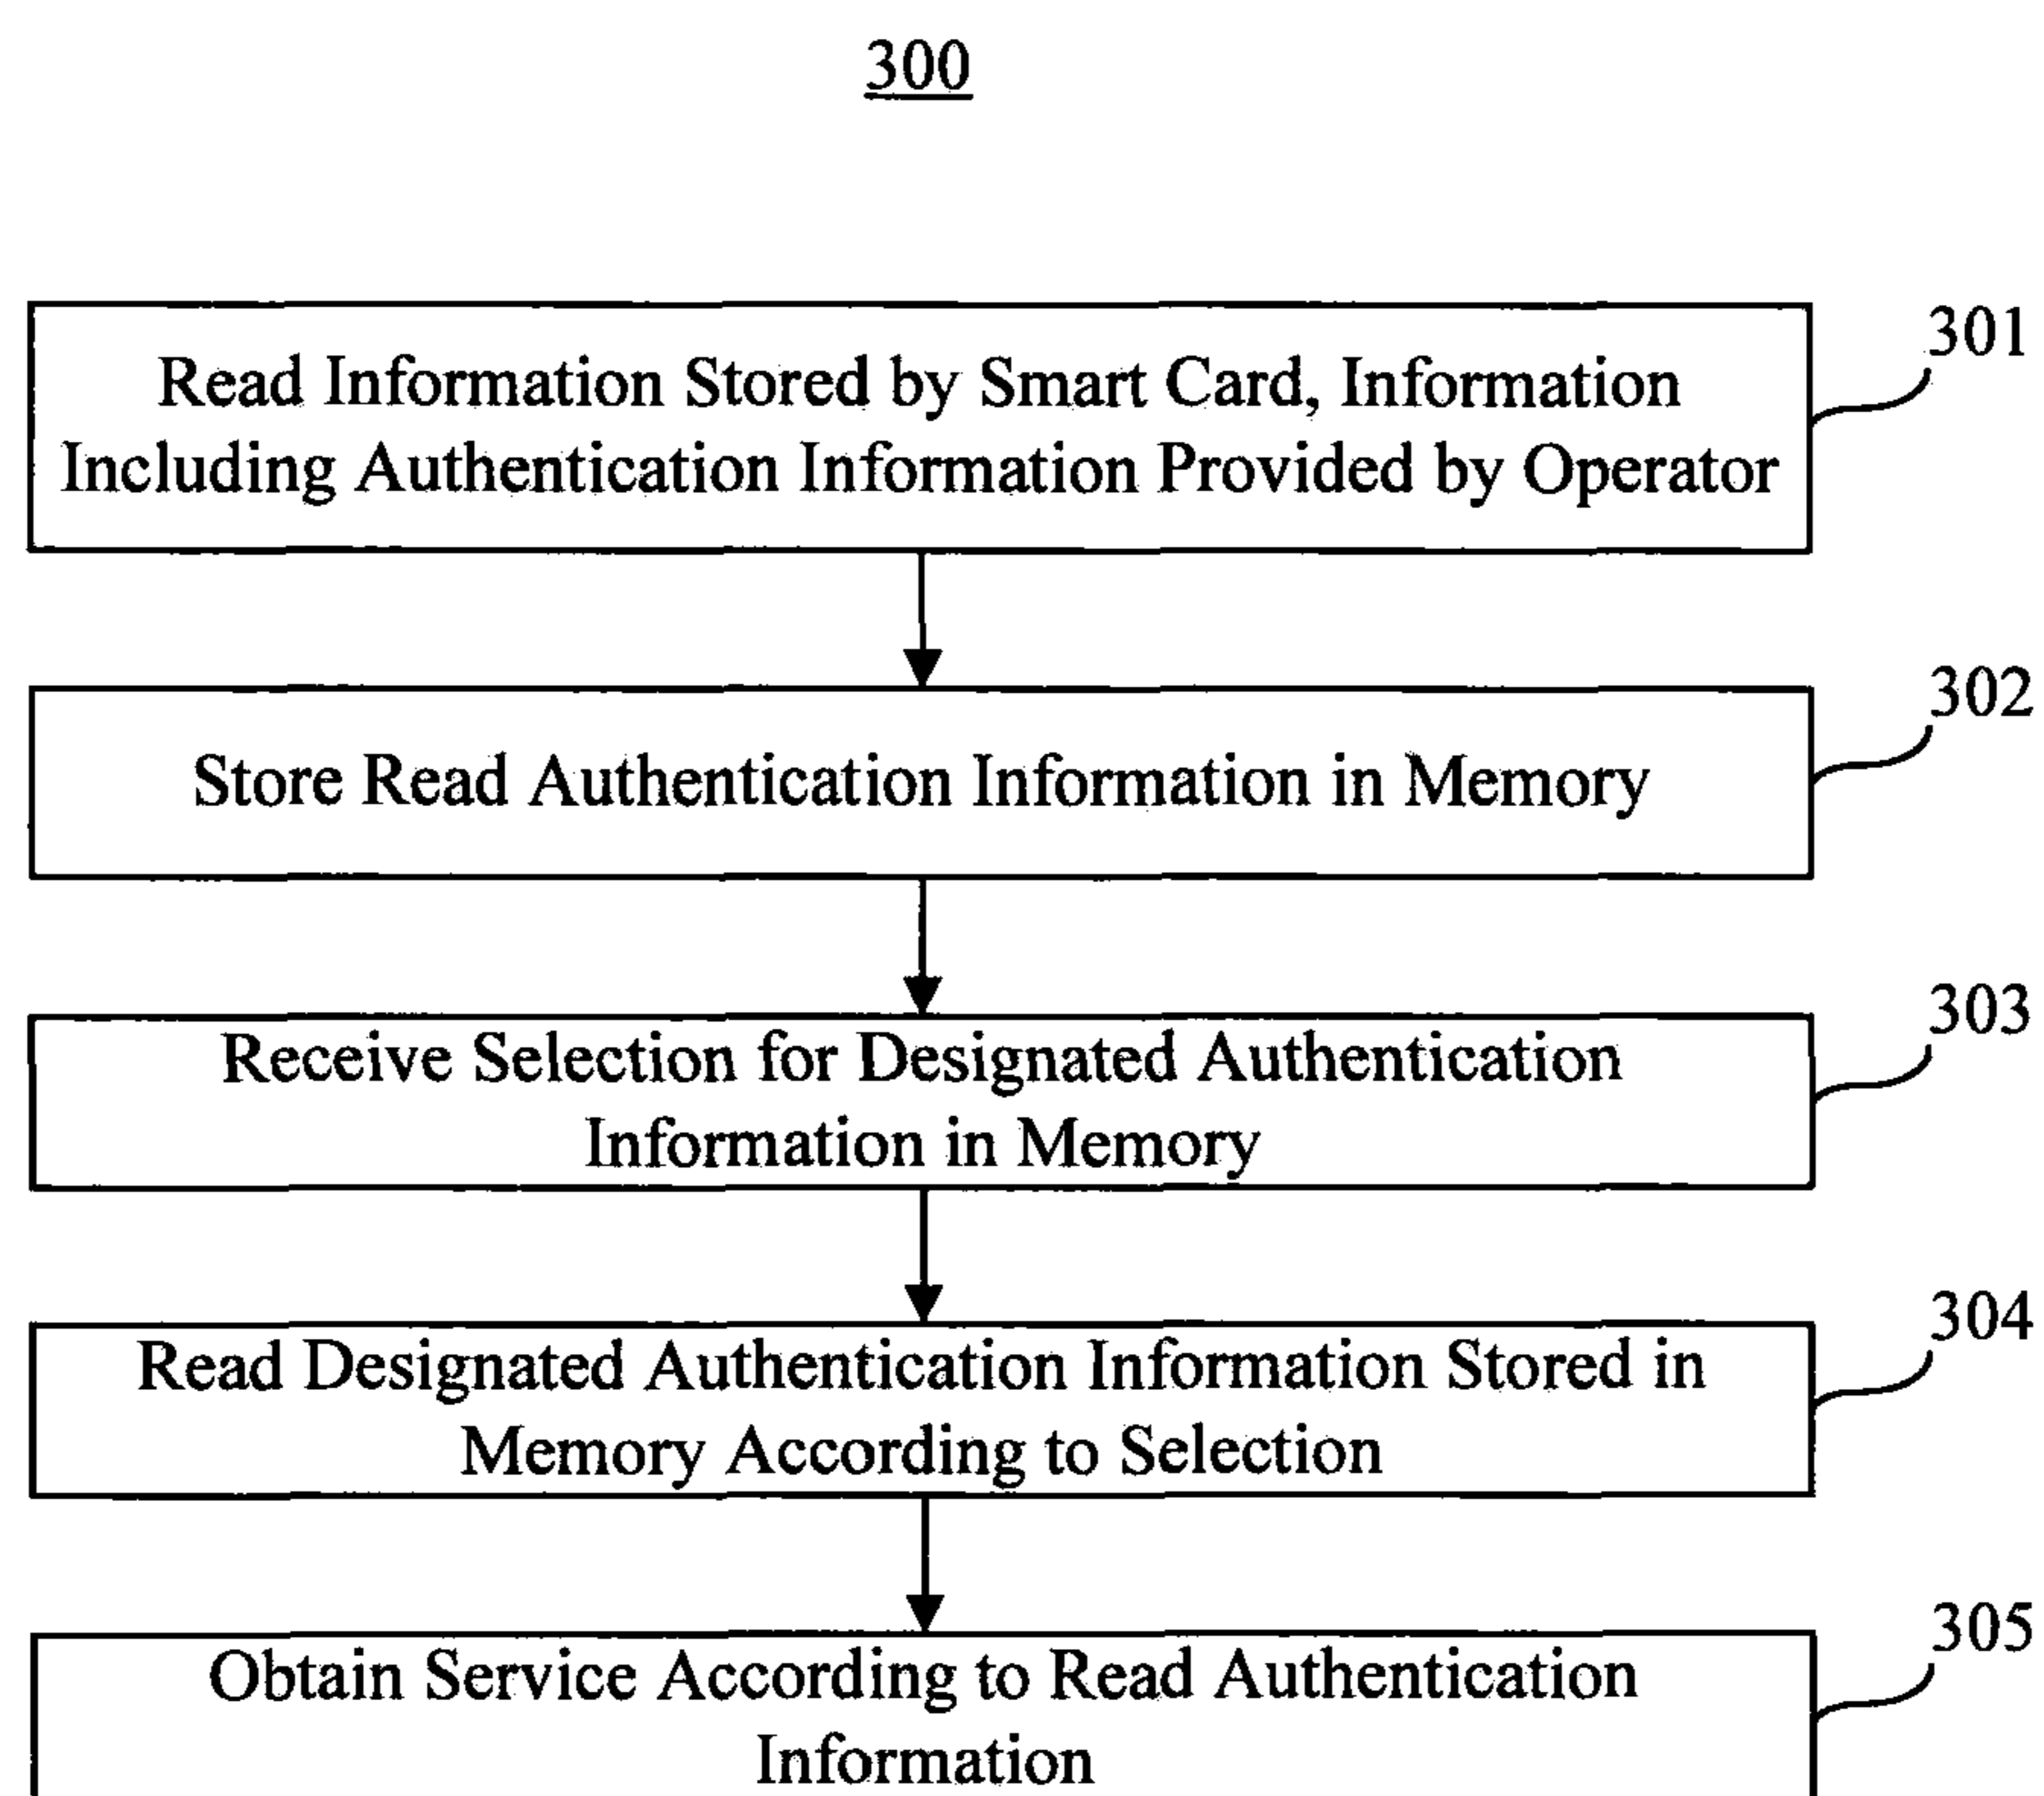 300
301
Read Information Stored by Smart Card, Information
Including Authentication Information Provided by Operator
302
Store Read Authentication Information in Memory
303
Receive Selection for Designated Authentication
Information in Memory
304
Read Designated Authentication Information Stored in
Memory According to Selection
305
Obtain Service According to Read Authentication
Information